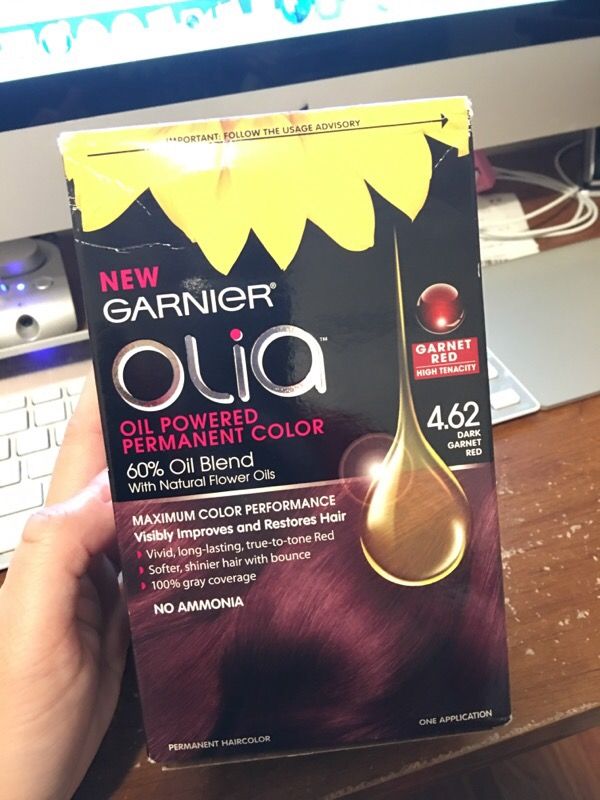 IMPORTANT: FOLLOW THE USAGE ADVISORY
NEW
GARNIER®
OLia™
OIL POWERED
PERMANENT COLOR
60% Oil Blend
With Natural Flower Oils
GARNET
RED
HIGH TENACITY
4.62
DARK
GARNET
RED
MAXIMUM COLOR PERFORMANCE
Visibly Improves and Restores Hair
Vivid, long-lasting, true-to-tone Red
Softer, shinier hair with bounce
100% gray coverage
NO AMMONIA
PERMANENT HAIRCOLOR
ONE APPLICATION